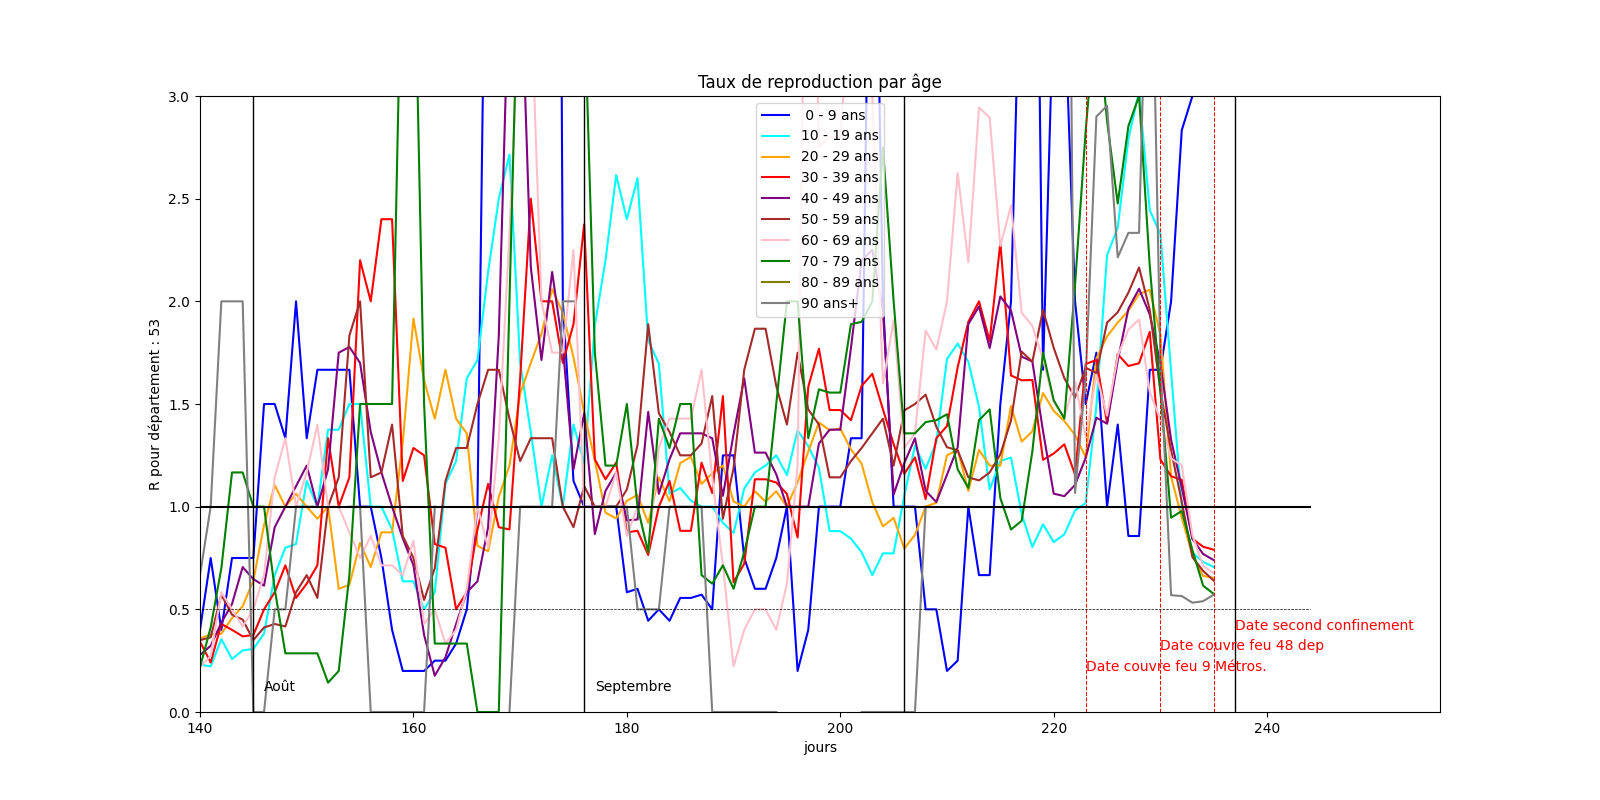 Taux de reproduction par âge
3.0
2.5
2.0
1.5
1.0
0.5
0.0
R pour département : 53
0 - 9 ans
10 - 19 ans
20 - 29 ans
30 - 39 ans
40 - 49 ans
50 - 59 ans
60 - 69 ans
70 - 79 ans
80 - 89 ans
90 ans+
Date second confinement
Date couvre feu 48 dep
Date couvre feu 9 Métros.
Août
Septembre
140
160
180
200
220
240
jours